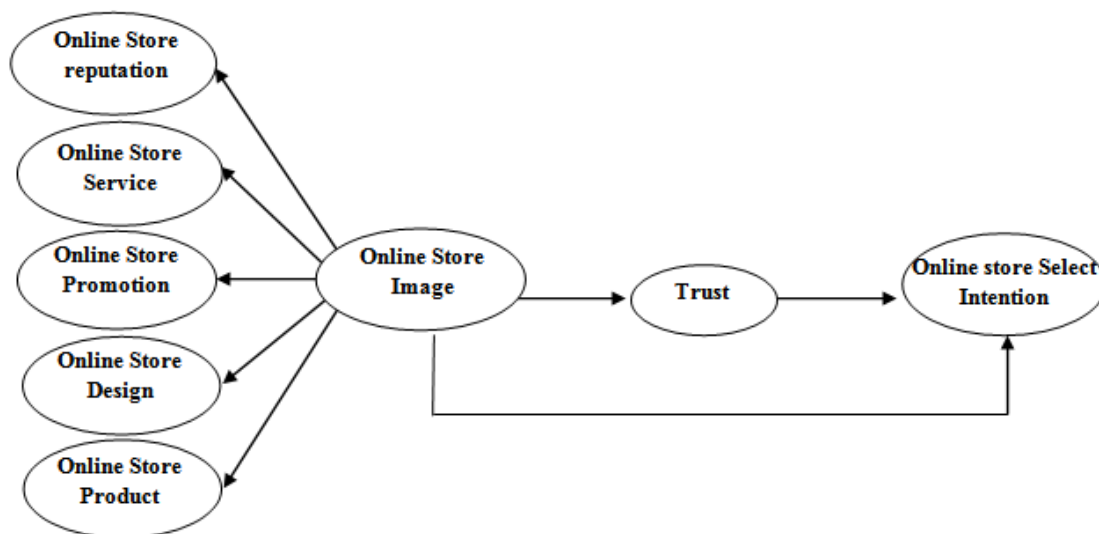 Online Store
reputation
Online Store
Service
Online Store
Promotion
Online Store
Design
Online Store
Product
Online Store
Image
Trust
Online store Select
Intention